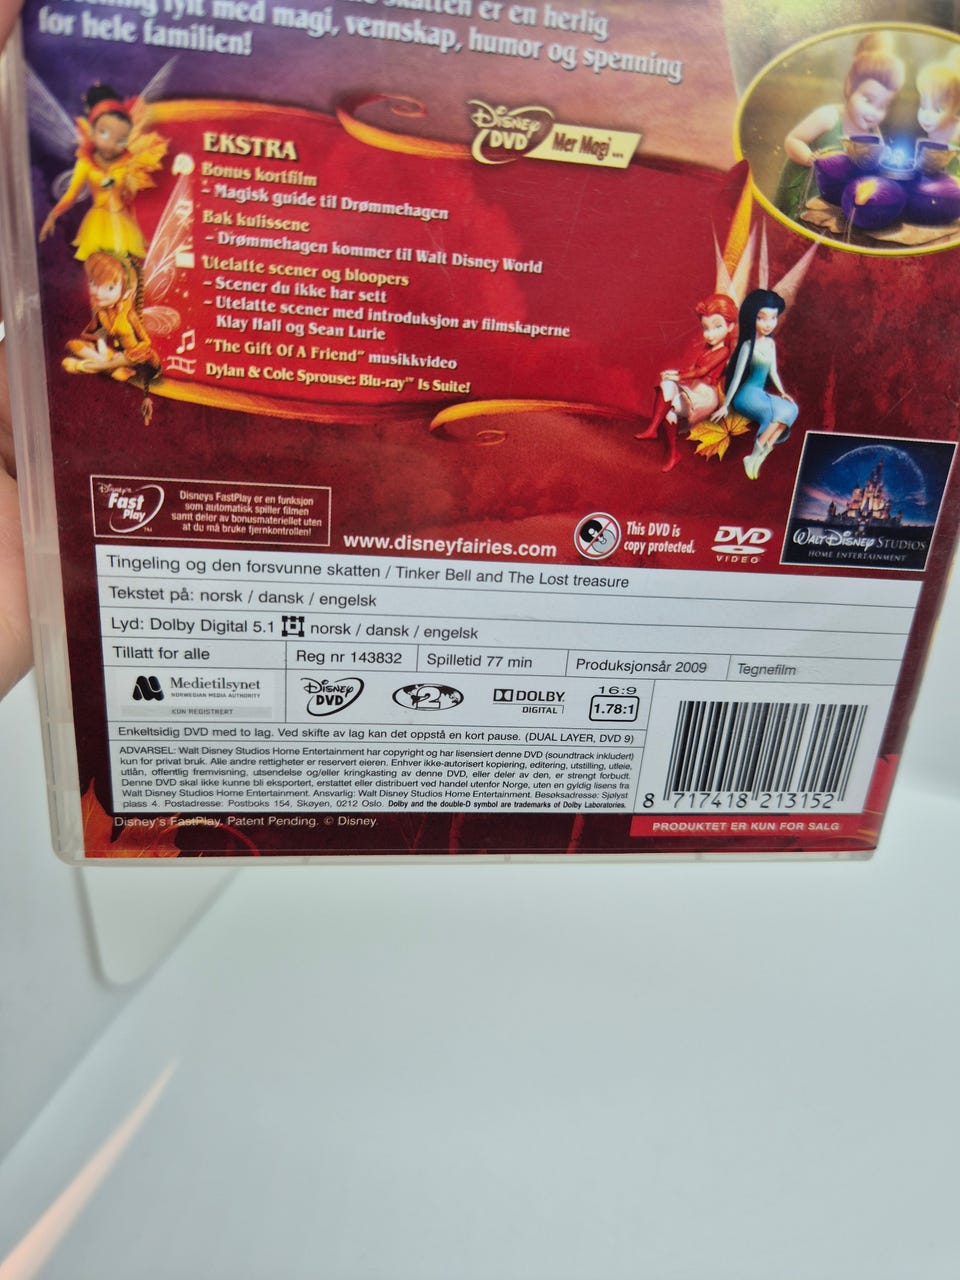 skatten er en herlig
fylt med magi, vennskap, humor og spenning
for hele familien!
DISNEY DVD
Mer Magi ...
EKSTRA
Bonus kortfilm
- Magisk guide til Drømmehagen
Bak kulissene
- Drømmehagen kommer til Walt Disney World
Utelatte scener og bloopers
- Scener du ikke har sett
- Utelatte scener med introduksjon av filmskaperne
Klay Hall og Sean Lurie
"The Gift Of A Friend" musikkvideo
Dylan & Cole Sprouse: Blu-ray™ Is Suite!
Disney's
Fast
Play
TM
Disneys FastPlay er en funksjon
som automatisk spiller filmen
samt deler av bonusmateriellet uten
at du må bruke fjernkontrollen!
www.disneyfairies.com
This DVD is
copy protected.
DVD
VIDEO
WALT DISNEY STUDIOS
HOME ENTERTAINMENT
Tingeling og den forsvunne skatten / Tinker Bell and The Lost treasure
Tekstet på: norsk / dansk / engelsk
Lyd: Dolby Digital 5.1 norsk / dansk / engelsk
Tillatt for alle
Reg nr 143832
Spilletid 77 min
Produksjonsår 2009
Tegnefilm
Medietilsynet
NORWEGIAN MEDIA AUTHORITY
KUN REGISTRERT
DISNEY
DVD
2
DOLBY
DIGITAL
16:9
1.78:1
Enkeltsidig DVD med to lag. Ved skifte av lag kan det oppstå en kort pause. (DUAL LAYER, DVD 9)
ADVARSEL: Walt Disney Studios Home Entertainment har copyright og har lisensiert denne DVD (soundtrack inkludert)
kun for privat bruk. Alle andre rettigheter er reservert eieren. Enhver ikke-autorisert kopiering, editering, utstilling, utleie,
utlån, offentlig fremvisning, utsendelse og/eller kringkasting av denne DVD, eller deler av den, er strengt forbudt.
Denne DVD skal ikke kunne bli eksportert, erstattet eller distribuert ved handel utenfor Norge, uten en gyldig lisens fra
Walt Disney Studios Home Entertainment. Ansvarlig: Walt Disney Studios Home Entertainment. Besøksadresse: Sjølyst
plass 4. Postadresse: Postboks 154, Skøyen, 0212 Oslo. Dolby and the double-D symbol are trademarks of Dolby Laboratories.
8 717418 213152
Disney's FastPlay. Patent Pending. © Disney.
PRODUKTET ER KUN FOR SALG